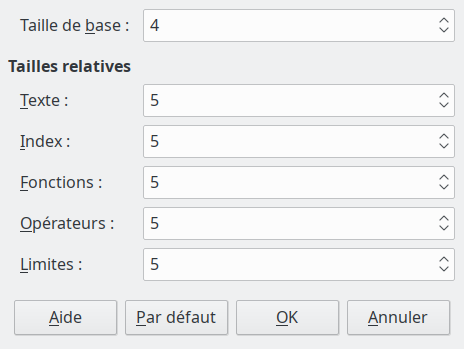 Taille de base : 4
Tailles relatives
Texte : 5
Index : 5
Fonctions : 5
Opérateurs : 5
Limites : 5
Aide Par défaut OK Annuler